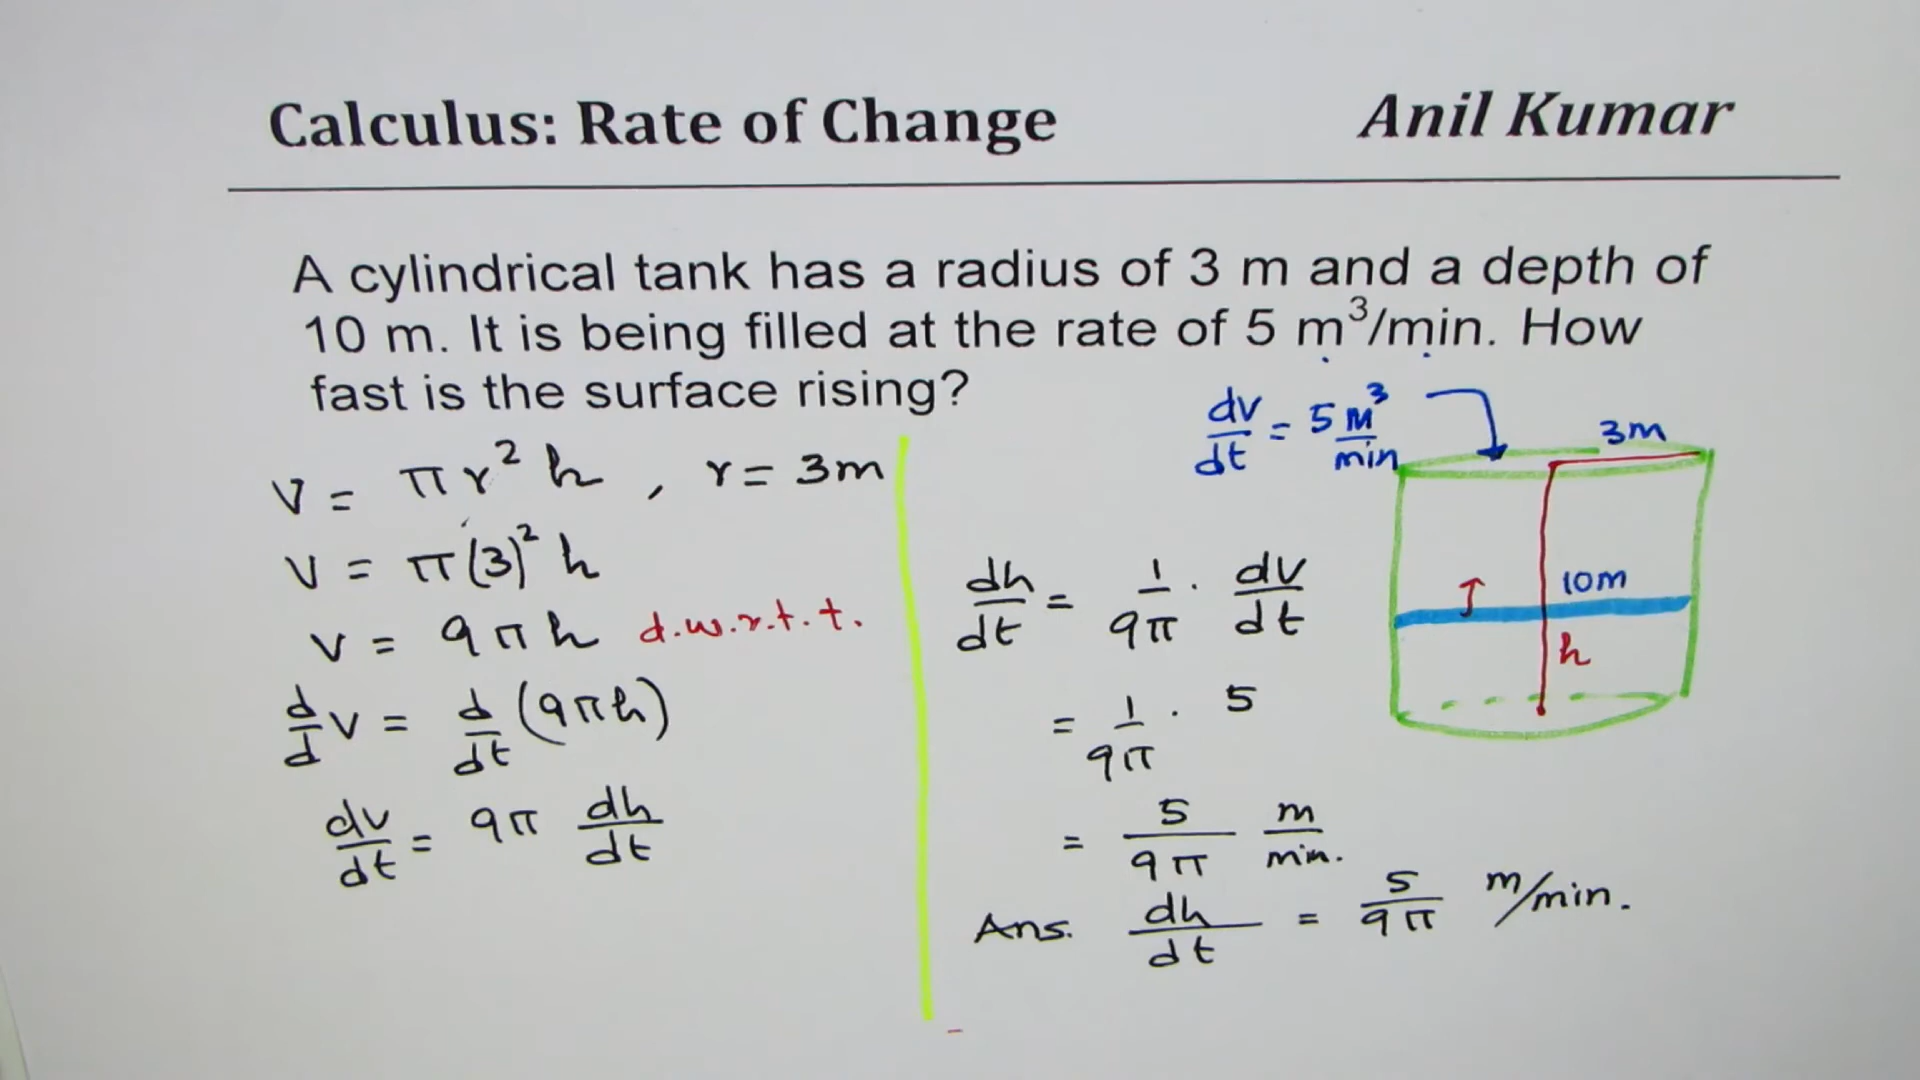 Calculus: Rate of Change Anil Kumar
A cylindrical tank has a radius of 3 m and a depth of
10 m. It is being filled at the rate of 5 m³/min. How
fast is the surface rising?
V = πr²h , r = 3m
V = π(3)²h
V = 9πh d.w.r.t.t.
d/d V = d/dt (9πh)
dv/dt = 9π dh/dt
dv/dt = 5 m³/min
3m
10m
h
dh/dt = 1/9π · dv/dt
= 1/9π · 5
= 5/9π m/min.
Ans. dh/dt = 5/9π m/min.